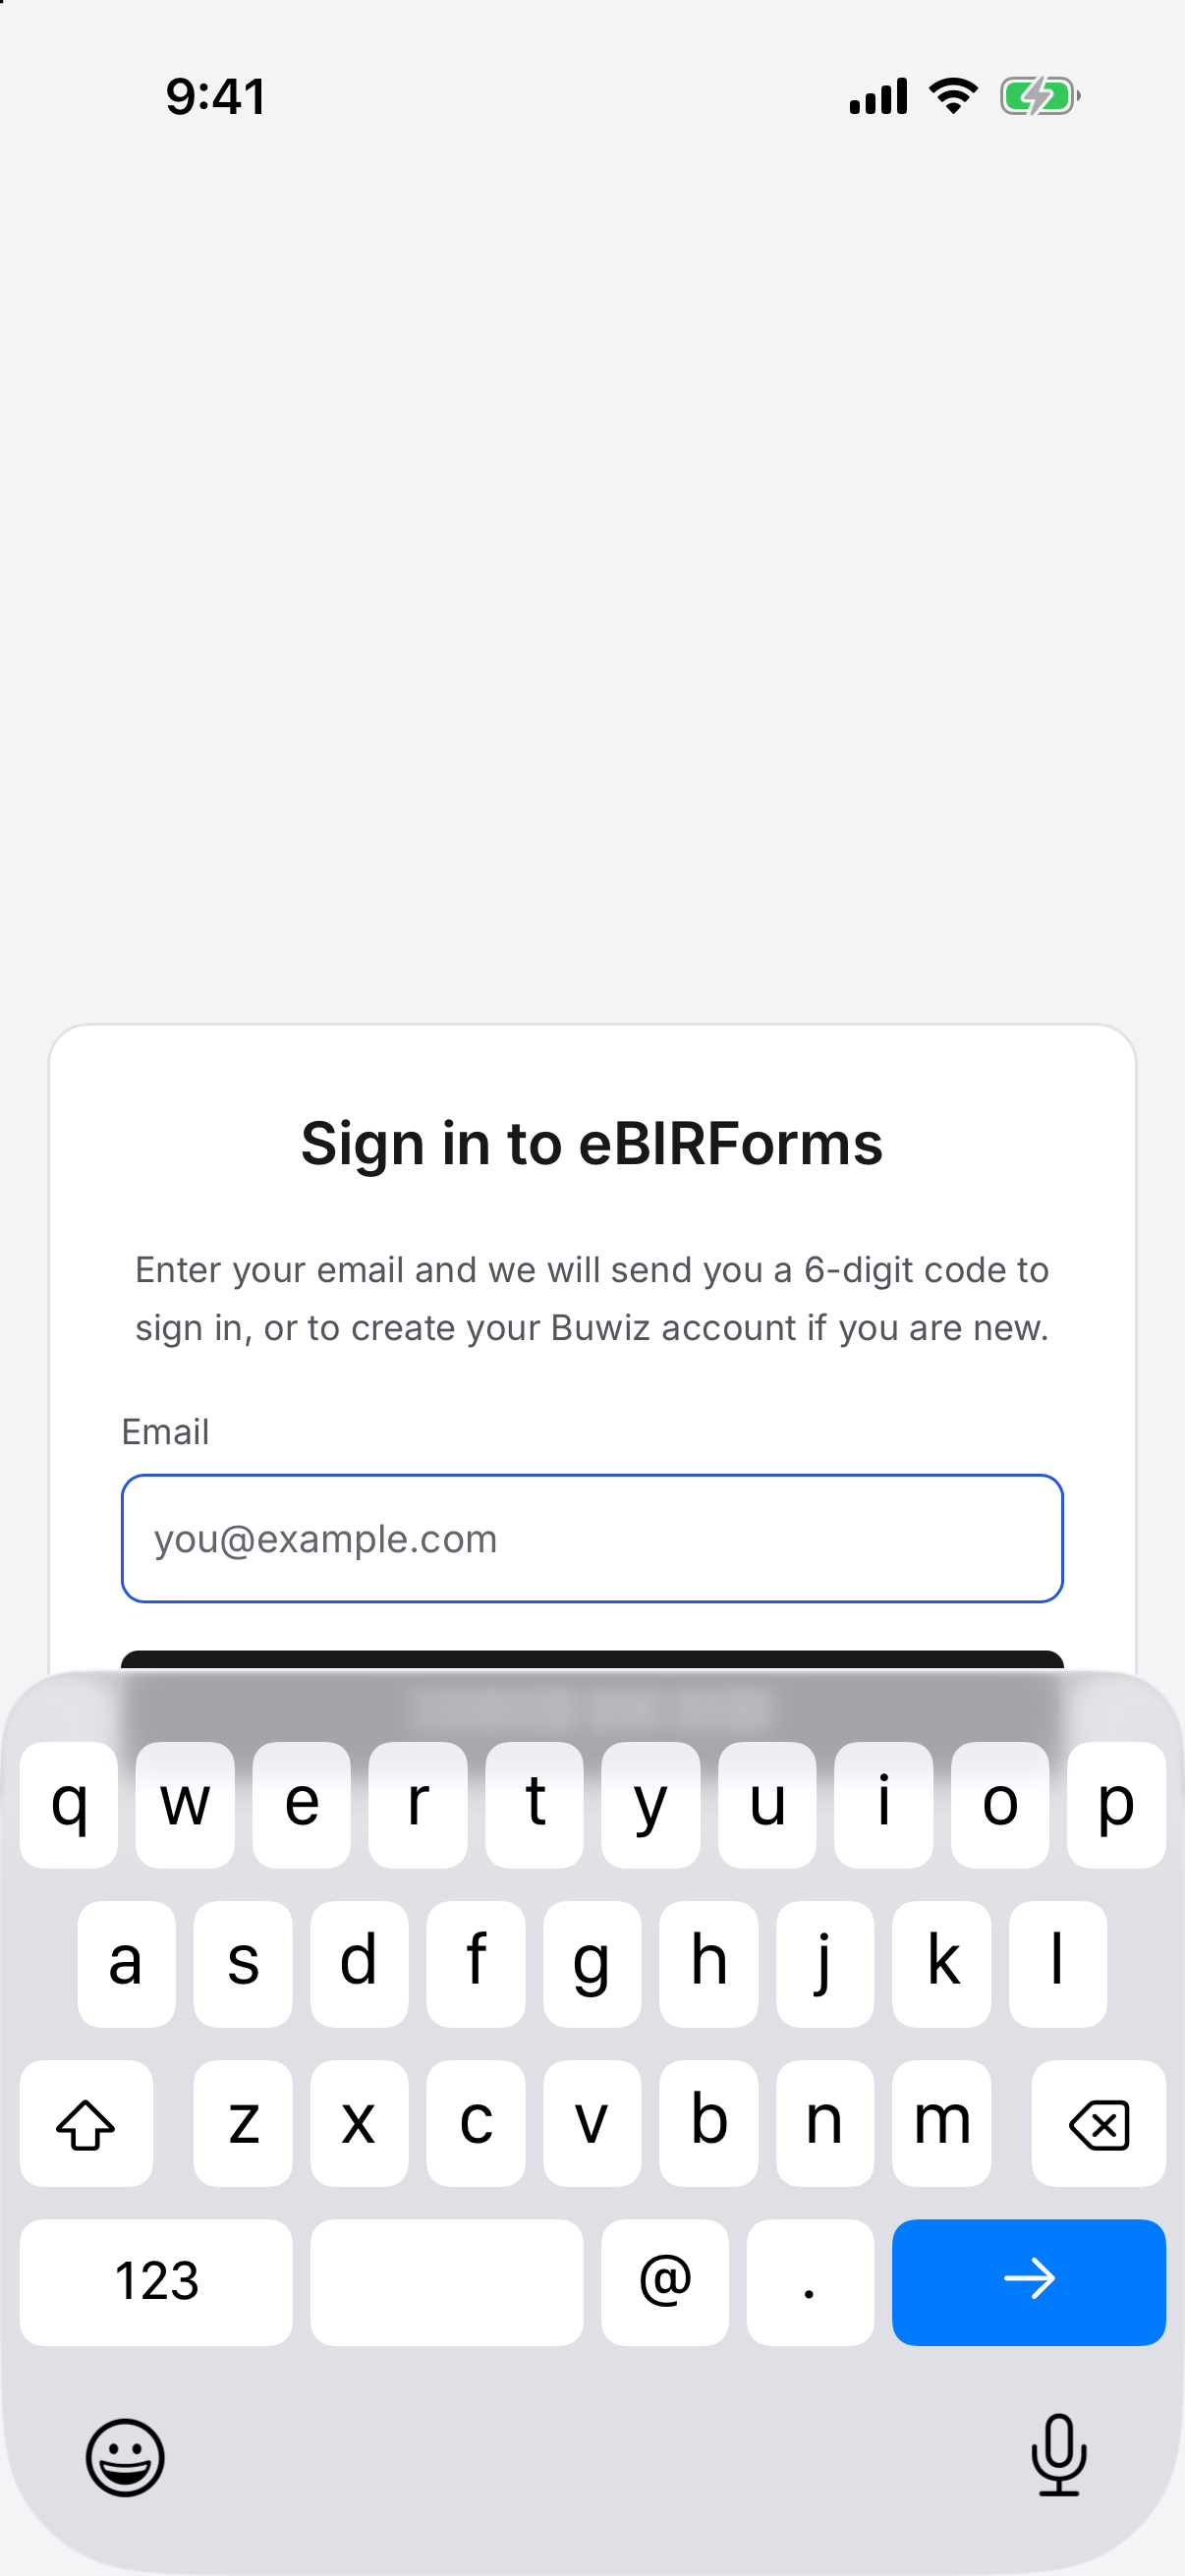 9:41
Sign in to eBIRForms
Enter your email and we will send you a 6-digit code to
sign in, or to create your Buwiz account if you are new.
Email
you@example.com
q w e r t y u i o p
a s d f g h j k l
z x c v b n m
123 @ .